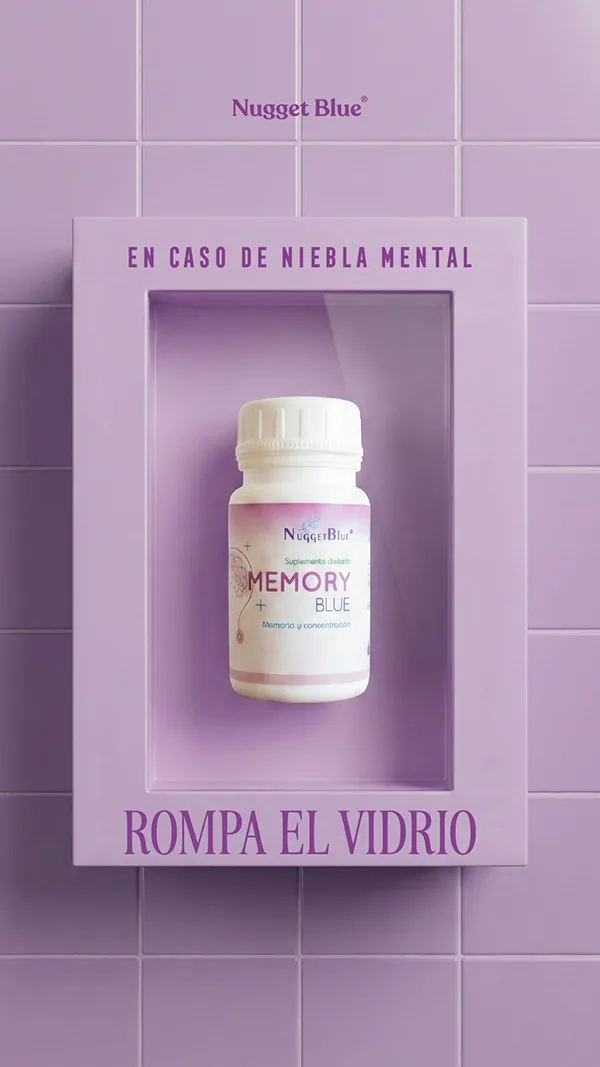 Nugget Blue®
EN CASO DE NIEBLA MENTAL
NuggetBlue®
Suplemento dietario
MEMORY
BLUE
Memoria y concentración
ROMPA EL VIDRIO